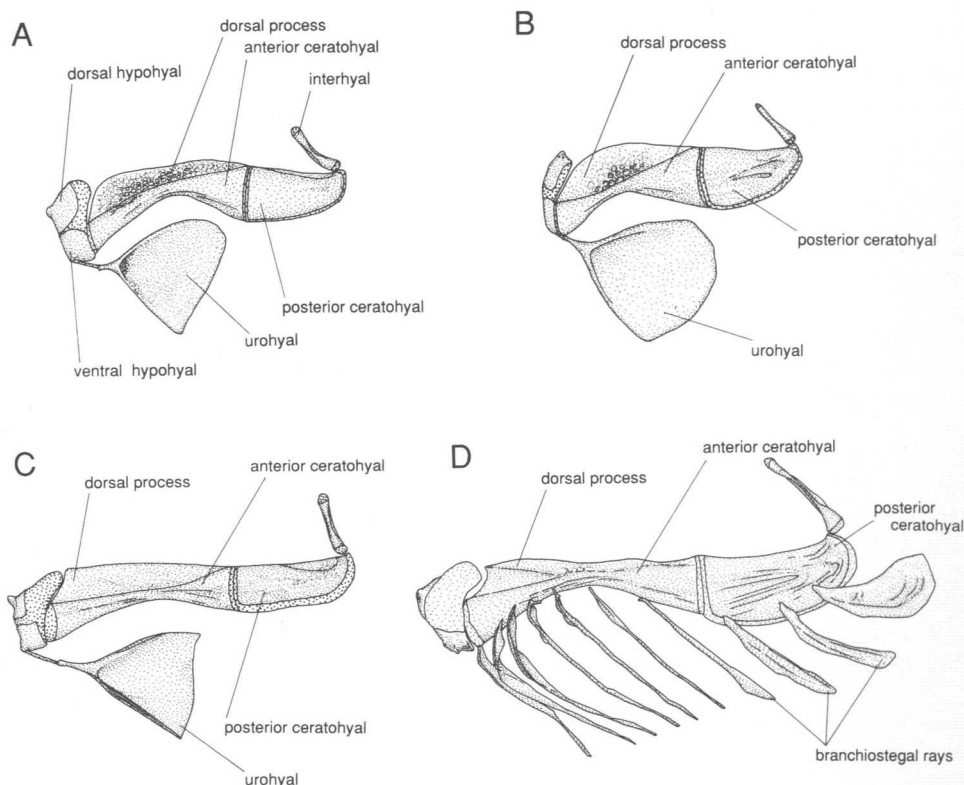 A
dorsal process
anterior ceratohyal
dorsal hypohyal
interhyal
posterior ceratohyal
urohyal
ventral hypohyal
B
dorsal process
anterior ceratohyal
posterior ceratohyal
urohyal
C
anterior ceratohyal
dorsal process
posterior ceratohyal
urohyal
D
anterior ceratohyal
dorsal process
posterior
ceratohyal
branchiostegal rays